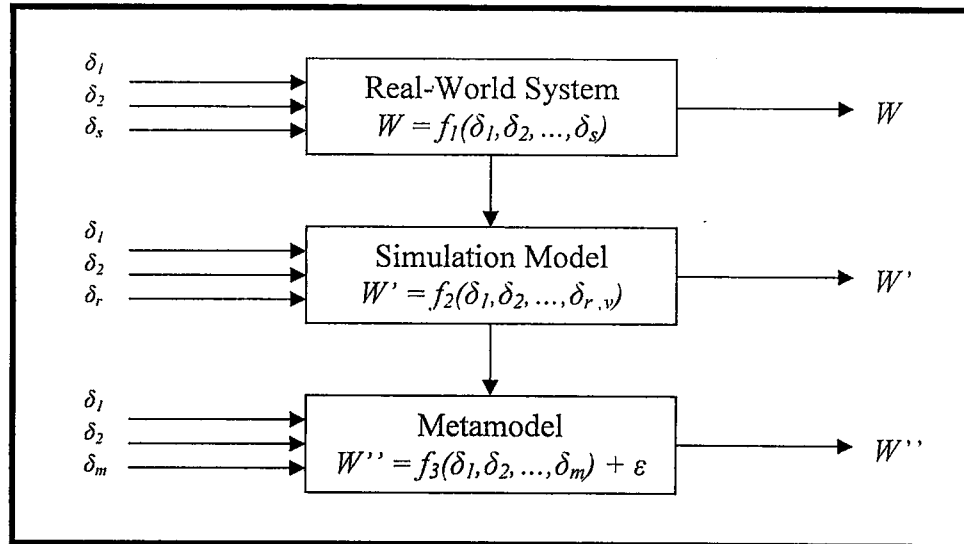 δ1
δ2
δs
Real-World System
W = f1(δ1,δ2, ...,δs)
W
δ1
δ2
δr
Simulation Model
W' = f2(δ1,δ2, ...,δr ,v)
W'
δ1
δ2
δm
Metamodel
W'' = f3(δ1,δ2, ...,δm) + ε
W''